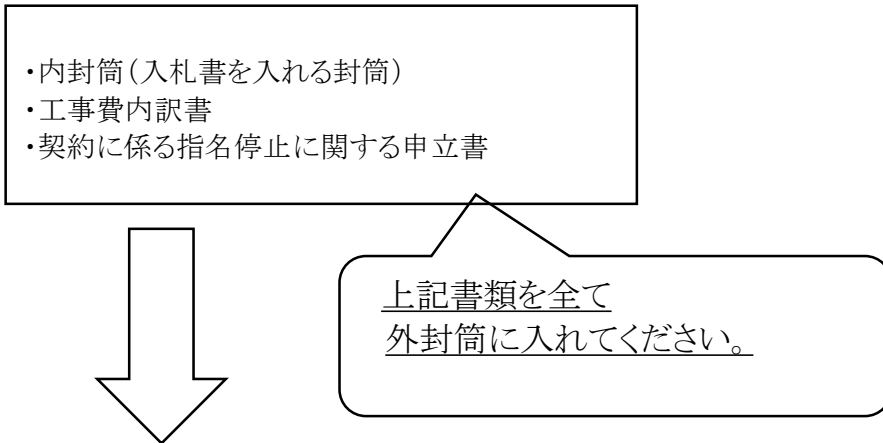 ・内封筒(入札書を入れる封筒)
・工事費内訳書
・契約に係る指名停止に関する申立書
上記書類を全て
外封筒に入れてください。